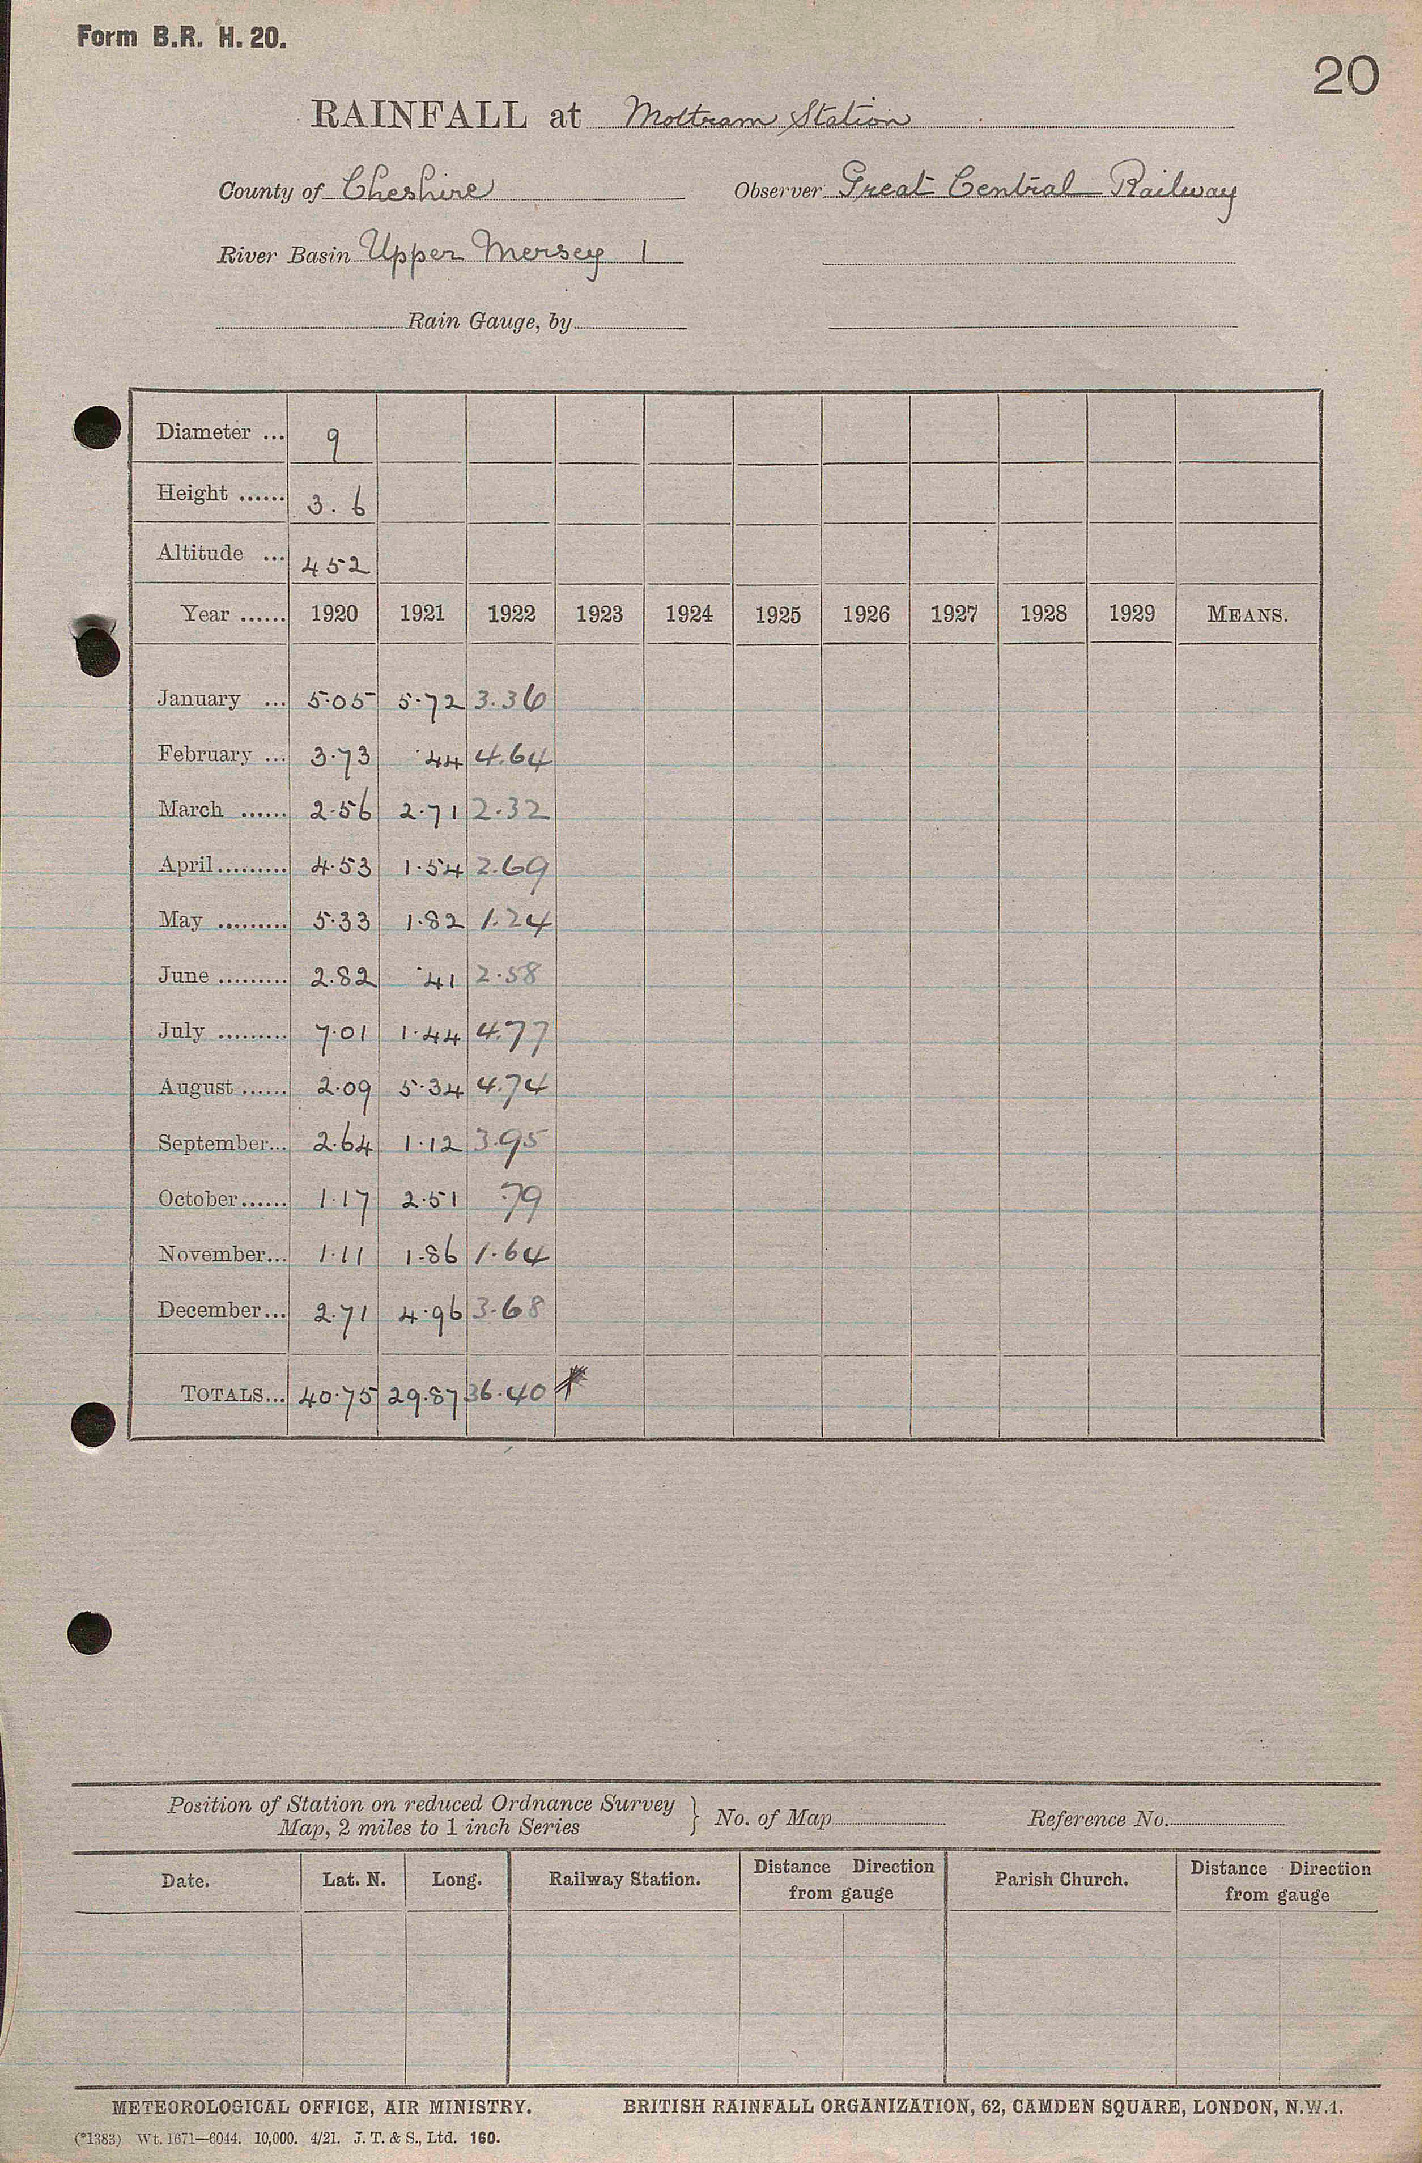 Form B.R. H. 20.
20
RAINFALL at Mottram Station
County of Cheshire Observer Great Central Railway
River Basin Upper Mersey 1
Rain Gauge, by
Diameter ... 9
Height ...... 3.6
Altitude ... 452
Year ...... 1920 1921 1922 1923 1924 1925 1926 1927 1928 1929 MEANS.
January ... 5.05 5.72 3.36
February ... 3.73 .44 4.64
March ...... 2.56 2.71 2.32
April ......... 4.53 1.54 2.69
May ......... 5.33 1.82 1.24
June ......... 2.82 .41 2.58
July ......... 7.01 1.44 4.77
August ...... 2.09 5.34 4.74
September... 2.64 1.12 3.95
October ...... 1.17 2.51 .79
November... 1.11 1.86 1.64
December... 2.71 4.96 3.68
TOTALS... 40.75 29.87 36.40
Position of Station on reduced Ordnance Survey
Map, 2 miles to 1 inch Series } No. of Map Reference No.
Date. Lat. N. Long. Railway Station. Distance Direction from gauge Parish Church. Distance Direction from gauge
METEOROLOGICAL OFFICE, AIR MINISTRY. BRITISH RAINFALL ORGANIZATION, 62, CAMDEN SQUARE, LONDON, N.W.1.
(*1383) Wt. 1671—6044. 10,000. 4/21. J. T. & S., Ltd. 160.